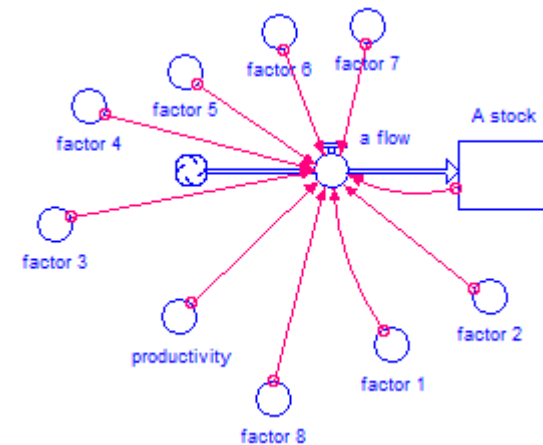 factor 6
factor 7
factor 5
A stock
a flow
factor 4
factor 3
factor 2
productivity
factor 1
factor 8